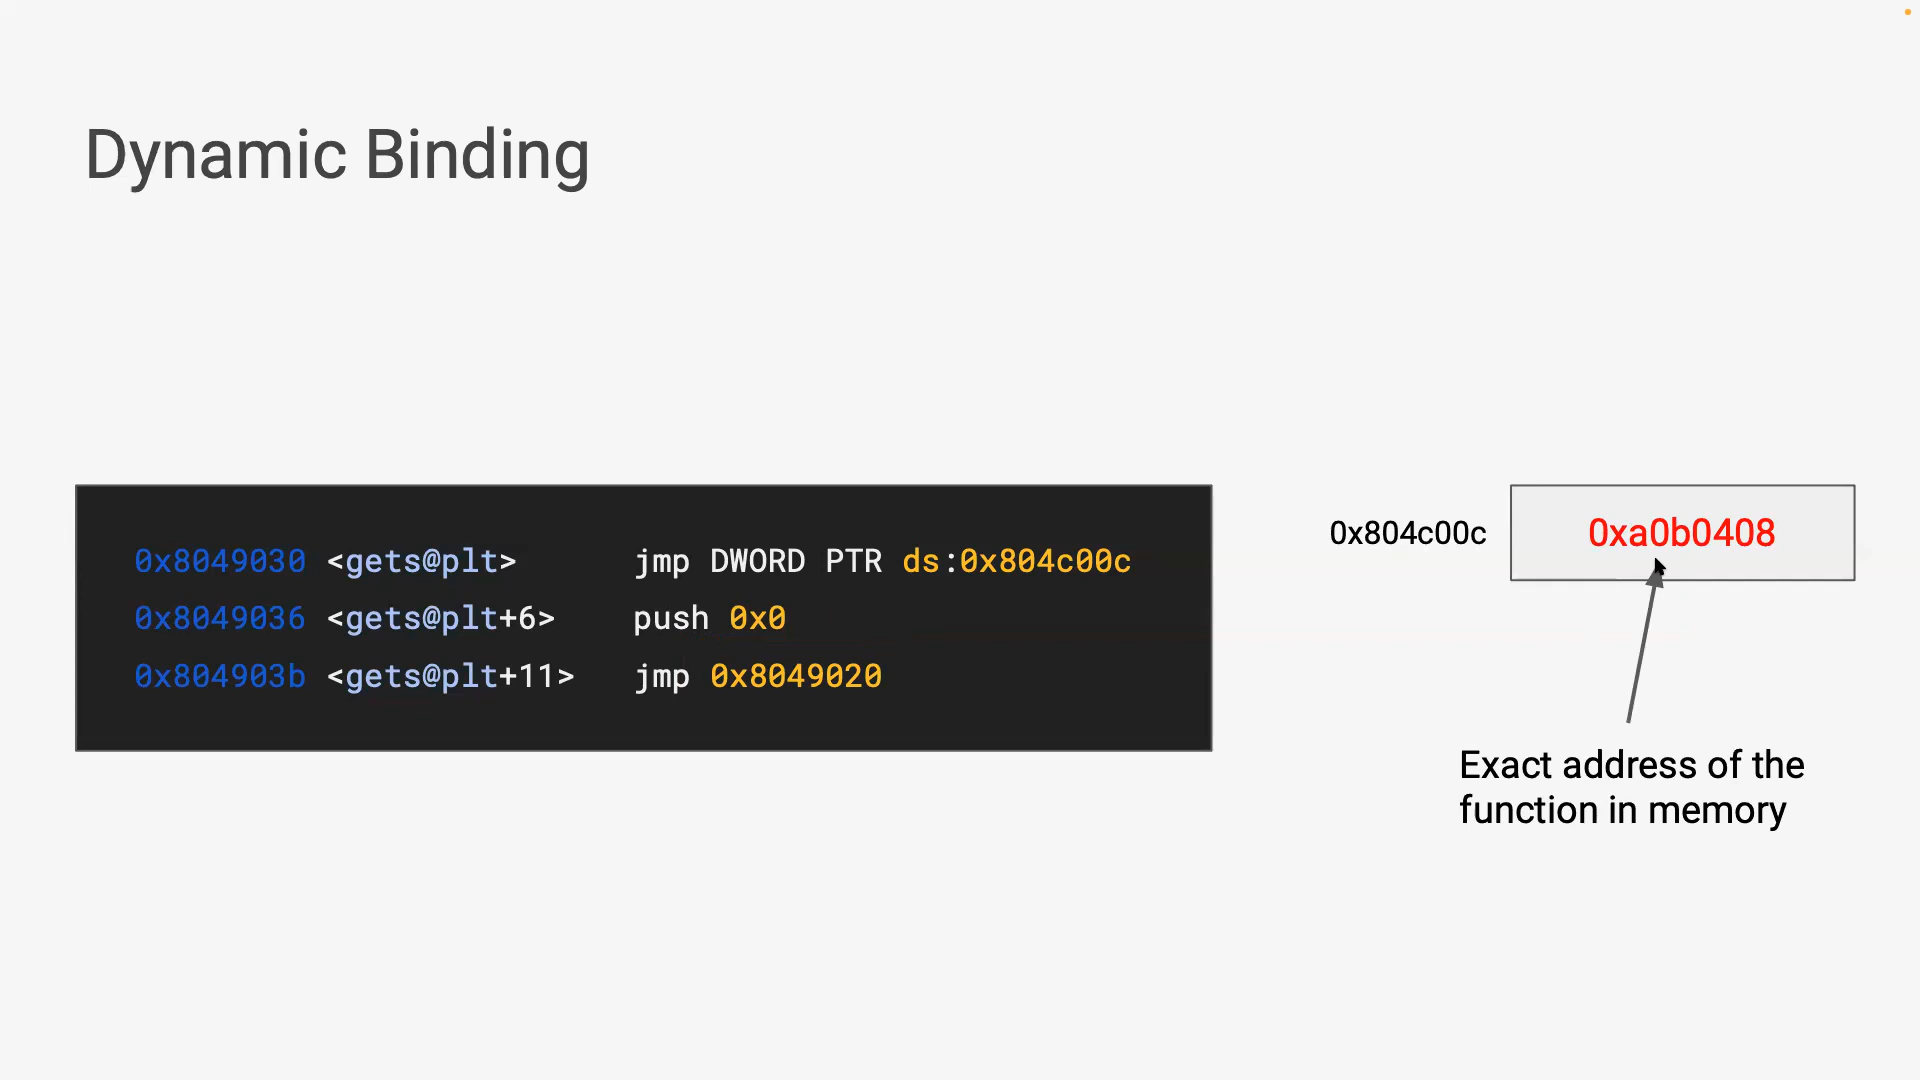 Dynamic Binding
0x8049030 <gets@plt> jmp DWORD PTR ds:0x804c00c
0x8049036 <gets@plt+6> push 0x0
0x804903b <gets@plt+11> jmp 0x8049020
0x804c00c
0xa0b0408
Exact address of the
function in memory